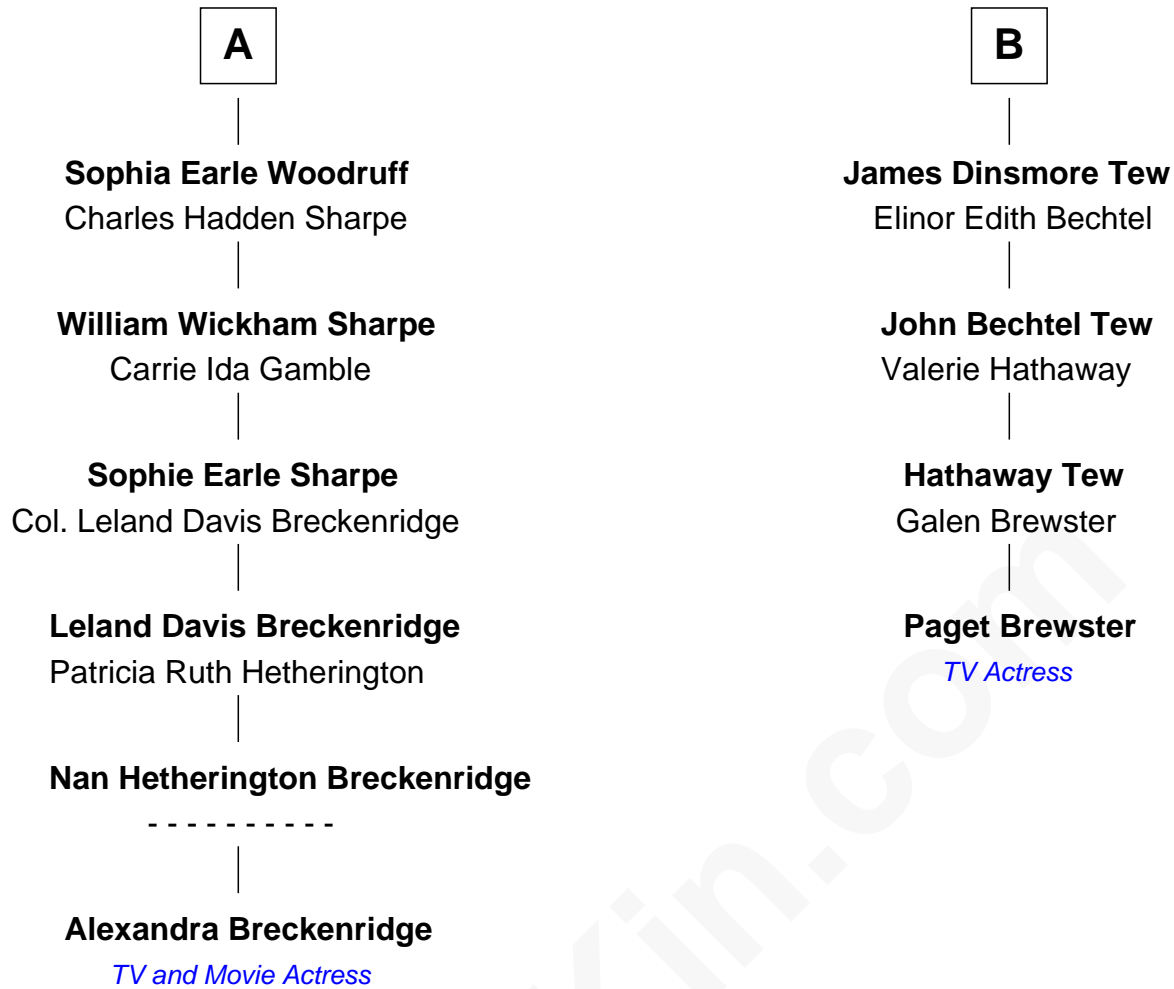 A
Sophia Earle Woodruff
Charles Hadden Sharpe
William Wickham Sharpe
Carrie Ida Gamble
Sophie Earle Sharpe
Col. Leland Davis Breckenridge
Leland Davis Breckenridge
Patricia Ruth Hetherington
Nan Hetherington Breckenridge
- - - - - - - - - -
Alexandra Breckenridge
TV and Movie Actress
B
James Dinsmore Tew
Elinor Edith Bechtel
John Bechtel Tew
Valerie Hathaway
Hathaway Tew
Galen Brewster
Paget Brewster
TV Actress